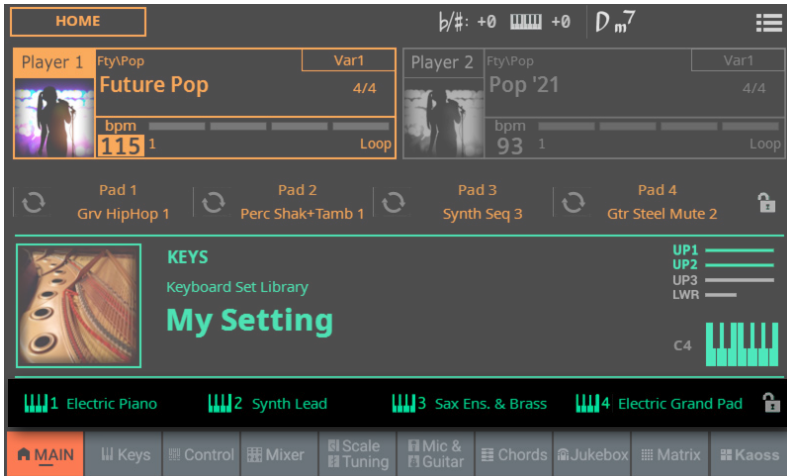 HOME ♭/♯: +0 +0 Dm7
Player 1 Fty\Pop Var1
Future Pop 4/4
bpm
115 1 Loop
Player 2 Fty\Pop Var1
Pop '21 4/4
bpm
93 1 Loop
Pad 1
Grv HipHop 1
Pad 2
Perc Shak+Tamb 1
Pad 3
Synth Seq 3
Pad 4
Gtr Steel Mute 2
KEYS
Keyboard Set Library
My Setting
UP1
UP2
UP3
LWR
C4
1 Electric Piano 2 Synth Lead 3 Sax Ens. & Brass 4 Electric Grand Pad
MAIN Keys Control Mixer Scale Tuning Mic & Guitar Chords Jukebox Matrix Kaoss